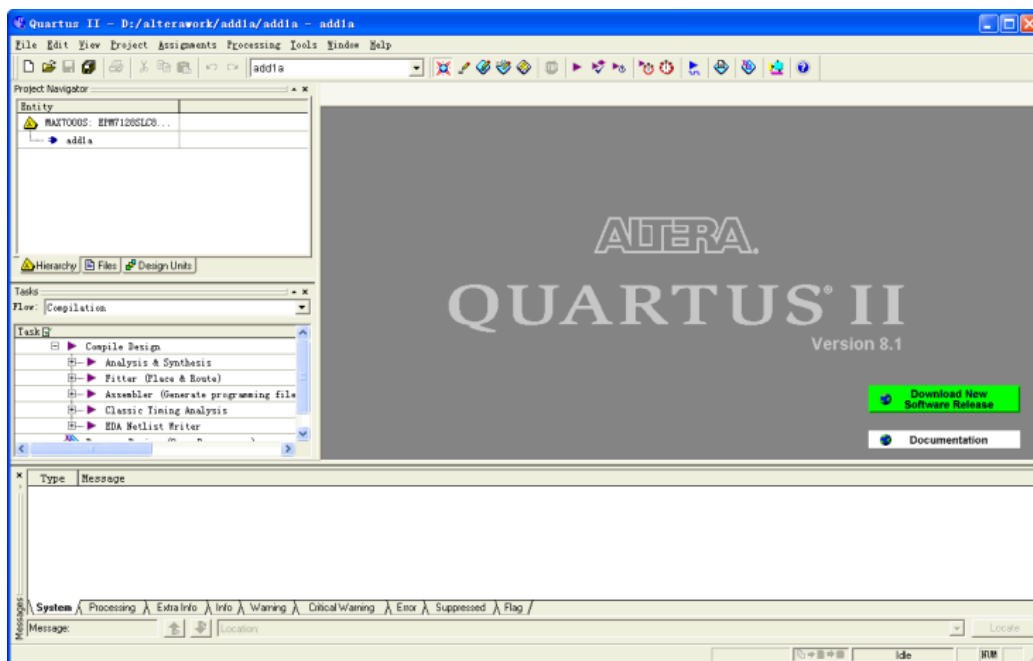 Quartus II - D:/alterawork/add1a/add1a - add1a
File Edit View Project Assignments Processing Tools Window Help
add1a
Project Navigator
Entity
MAX7000S: EPM7128SLC8...
add1a
Hierarchy Files Design Units
Tasks
Flow: Compilation
Task
Compile Design
Analysis & Synthesis
Fitter (Place & Route)
Assembler (Generate programming file
Classic Timing Analysis
EDA Netlist Writer
ALTERA.
QUARTUS® II
Version 8.1
Download New
Software Release
Documentation
Type Message
System Processing Extra Info Info Warning Critical Warning Error Suppressed Flag
Messages
Message: Location: Locate
Idle NUM